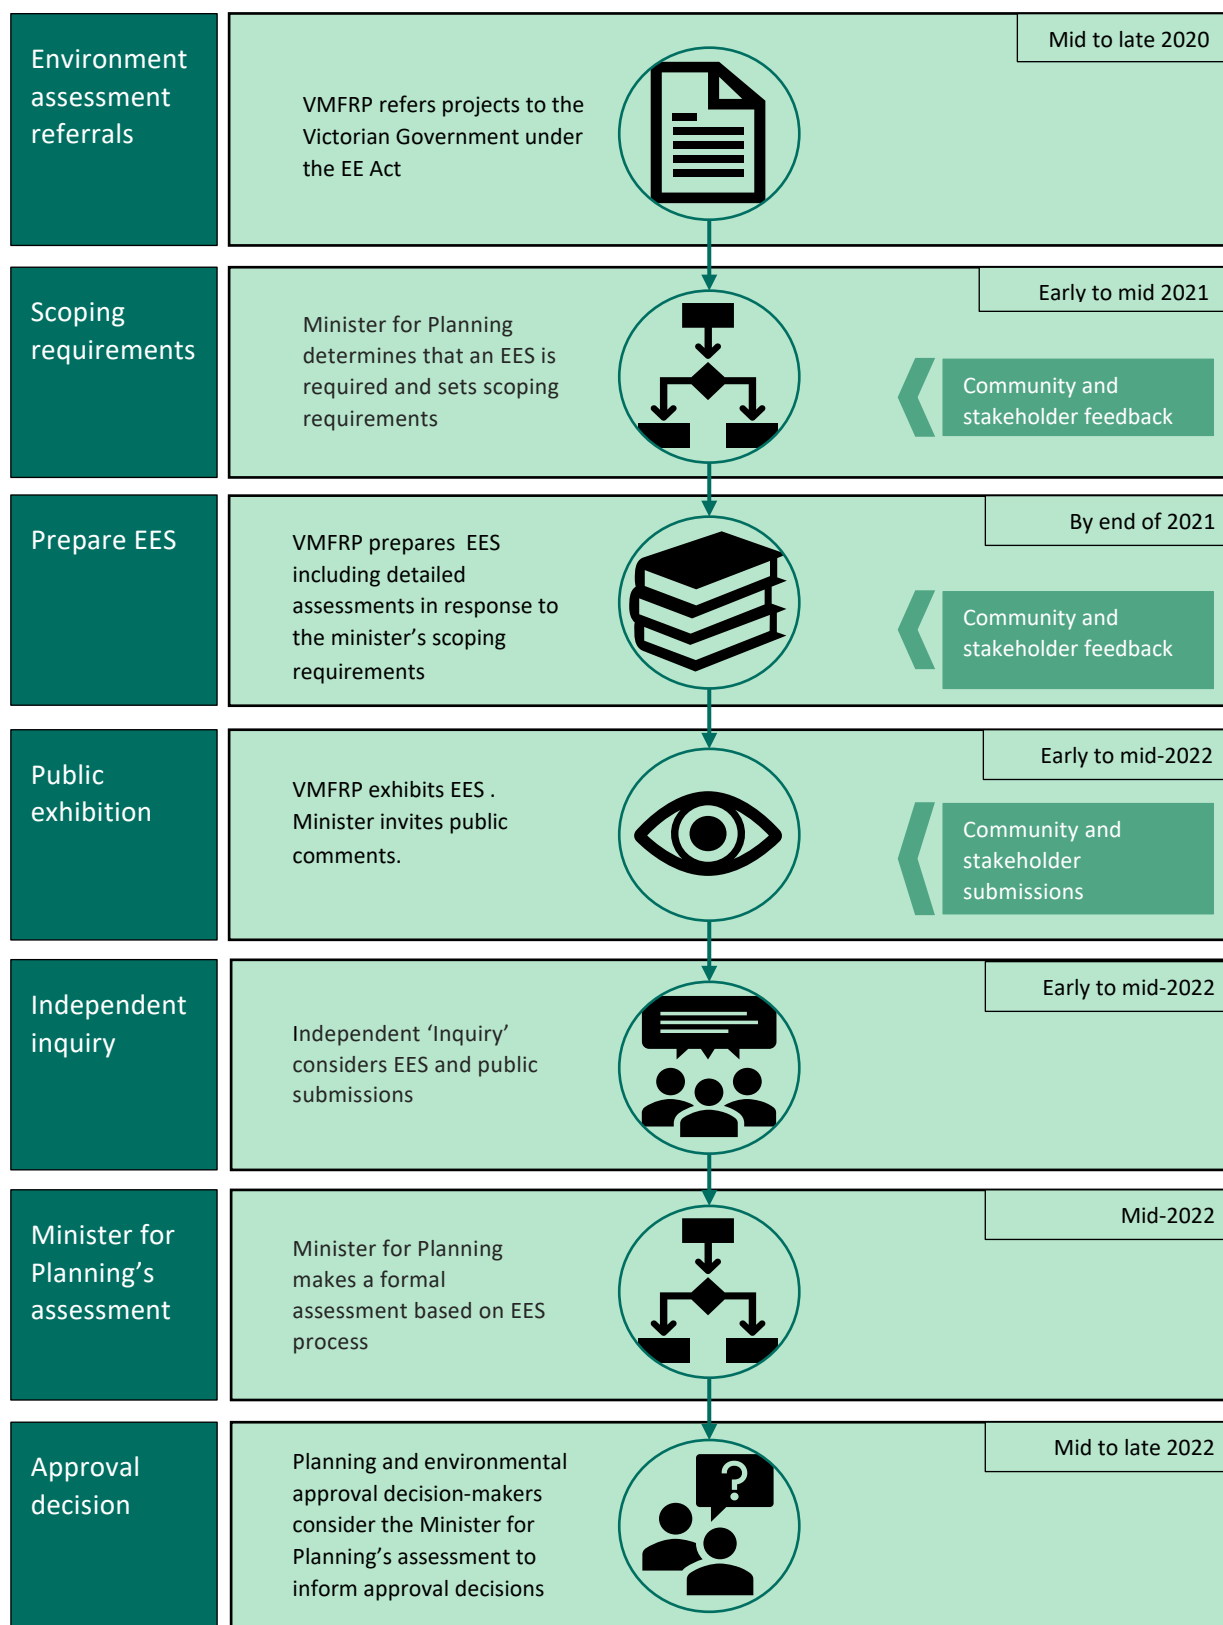 Environment
assessment
referrals
Mid to late 2020
VMFRP refers projects to the
Victorian Government under
the EE Act
Scoping
requirements
Early to mid 2021
Minister for Planning
determines that an EES is
required and sets scoping
requirements
Community and
stakeholder feedback
Prepare EES
By end of 2021
VMFRP prepares  EES
including detailed
assessments in response to
the minister’s scoping
requirements
Community and
stakeholder feedback
Public
exhibition
Early to mid-2022
VMFRP exhibits EES .
Minister invites public
comments.
Community and
stakeholder
submissions
Independent
inquiry
Early to mid-2022
Independent ‘Inquiry’
considers EES and public
submissions
Minister for
Planning’s
assessment
Mid-2022
Minister for Planning
makes a formal
assessment based on EES
process
Approval
decision
Mid to late 2022
Planning and environmental
approval decision-makers
consider the Minister for
Planning’s assessment to
inform approval decisions
?